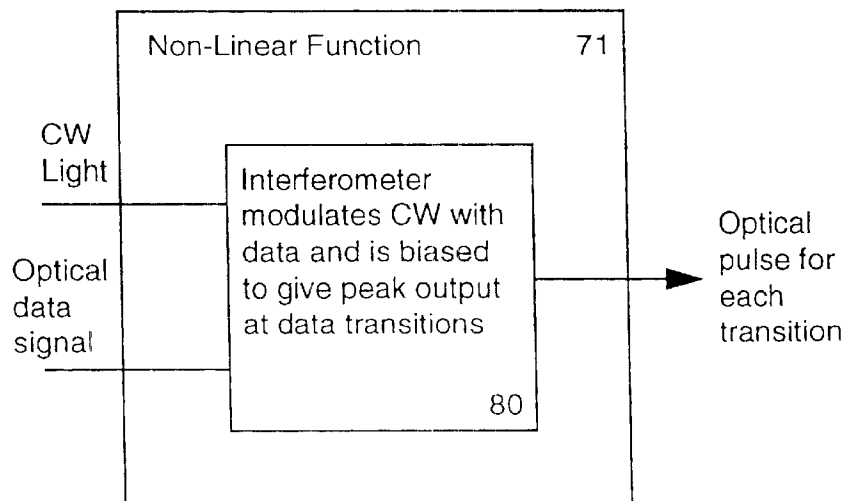 Non-Linear Function 71
CW
Light
Interferometer
modulates CW with
data and is biased
to give peak output
at data transitions
80
Optical
data
signal
Optical
pulse for
each
transition